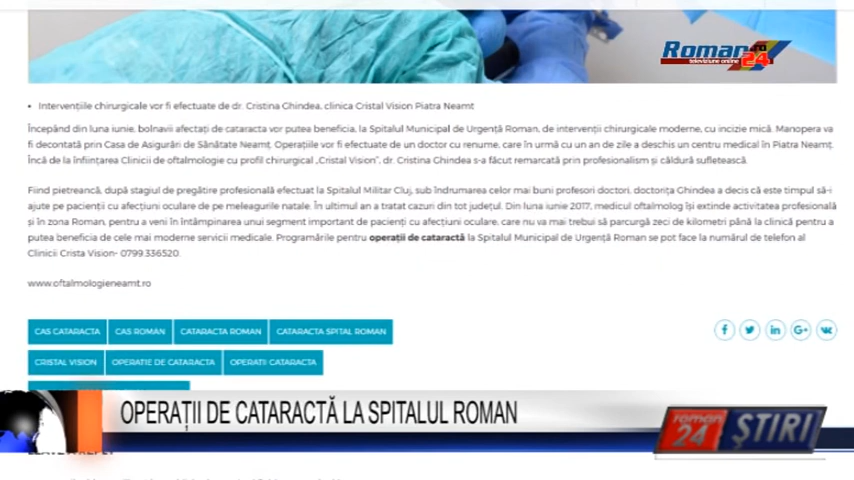 Roman.ro
24
televiziune online
• Intervențiile chirurgicale vor fi efectuate de dr. Cristina Ghindea, clinica Cristal Vision Piatra Neamt
Începând din luna iunie, bolnavii afectați de cataracta vor putea beneficia, la Spitalul Municipal de Urgență Roman, de intervenții chirurgicale moderne, cu incizie mică. Manopera va
fi decontată prin Casa de Asigurări de Sănătate Neamț. Operațiile vor fi efectuate de un doctor cu renume, care în urmă cu un an de zile a deschis un centru medical în Piatra Neamț.
Încă de la înființarea Clinicii de oftalmologie cu profil chirurgical „Cristal Vision”, dr. Cristina Ghindea s-a făcut remarcată prin profesionalism și căldură sufletească.
Fiind pietreancă, după stagiul de pregătire profesională efectuat la Spitalul Militar Cluj, sub îndrumarea celor mai buni profesori doctori, doctorița Ghindea a decis că este timpul să-i
ajute pe pacienții cu afecțiuni oculare de pe meleagurile natale. În ultimul an a tratat cazuri din tot județul. Din luna iunie 2017, medicul oftalmolog își extinde activitatea profesională
și în zona Roman, pentru a veni în întâmpinarea unui segment important de pacienți cu afecțiuni oculare, care nu va mai trebui să parcurgă zeci de kilometri până la clinică pentru a
putea beneficia de cele mai moderne servicii medicale. Programările pentru operații de cataractă la Spitalul Municipal de Urgență Roman se pot face la numărul de telefon al
Clinicii Crista Vision- 0799.336520.
www.oftalmologieneamt.ro
CAS CATARACTA CAS ROMAN CATARACTA ROMAN CATARACTA SPITAL ROMAN
CRISTAL VISION OPERATIE DE CATARACTA OPERATII CATARACTA
OPERAȚII DE CATARACTĂ LA SPITALUL ROMAN
roman
24
ȘTIRI